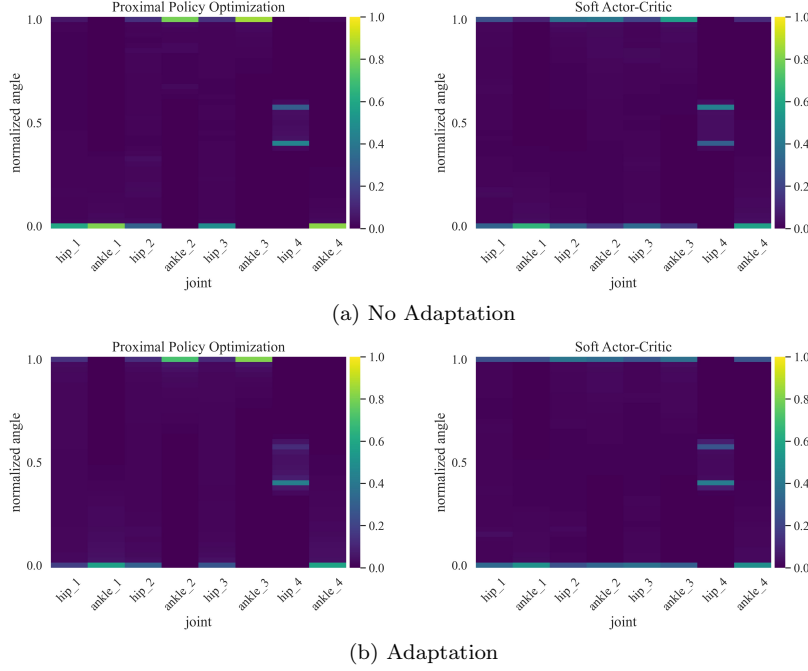 Proximal Policy Optimization
1.0
0.5
0.0
normalized angle
hip_1
ankle_1
hip_2
ankle_2
hip_3
ankle_3
hip_4
ankle_4
joint
1.0
0.8
0.6
0.4
0.2
0.0
Soft Actor-Critic
1.0
0.5
0.0
normalized angle
hip_1
ankle_1
hip_2
ankle_2
hip_3
ankle_3
hip_4
ankle_4
joint
1.0
0.8
0.6
0.4
0.2
0.0
(a) No Adaptation
Proximal Policy Optimization
1.0
0.5
0.0
normalized angle
hip_1
ankle_1
hip_2
ankle_2
hip_3
ankle_3
hip_4
ankle_4
joint
1.0
0.8
0.6
0.4
0.2
0.0
Soft Actor-Critic
1.0
0.5
0.0
normalized angle
hip_1
ankle_1
hip_2
ankle_2
hip_3
ankle_3
hip_4
ankle_4
joint
1.0
0.8
0.6
0.4
0.2
0.0
(b) Adaptation